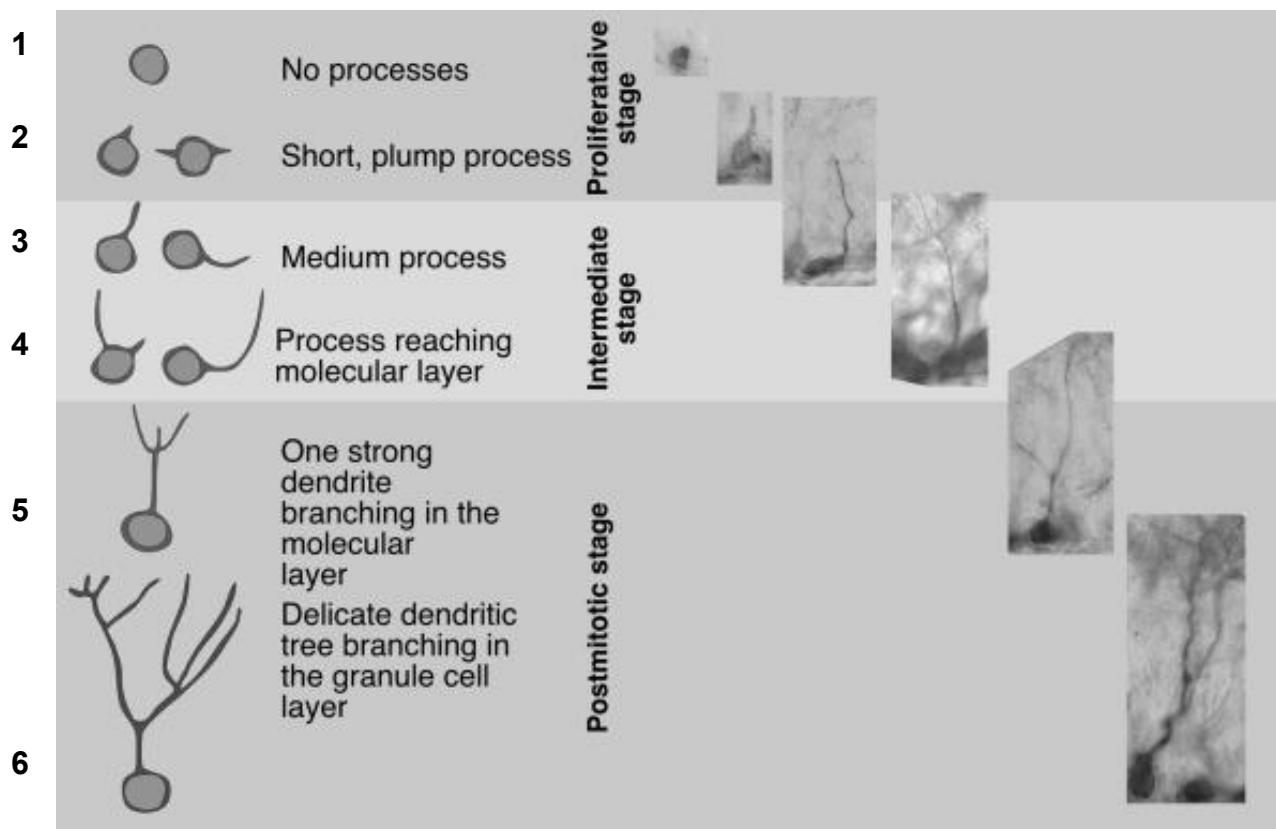 1
No processes
2
Short, plump process
Proliferataive
stage
3
Medium process
4
Process reaching
molecular layer
Intermediate
stage
5
One strong
dendrite
branching in the
molecular
layer
6
Delicate dendritic
tree branching in
the granule cell
layer
Postmitotic stage